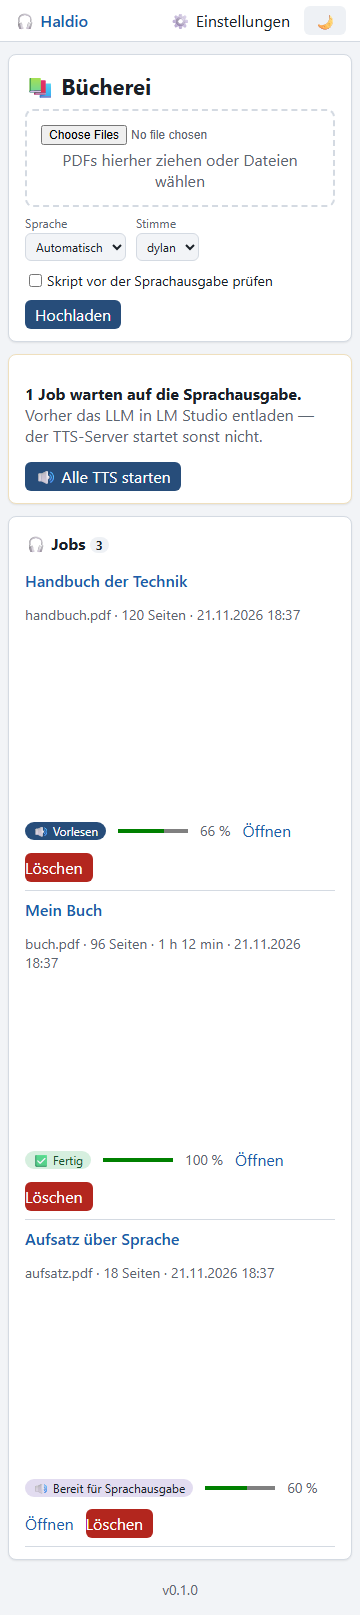 Haldio
Einstellungen
Bücherei
Choose Files No file chosen
PDFs hierher ziehen oder Dateien
wählen
Sprache
Stimme
Automatisch
dylan
Skript vor der Sprachausgabe prüfen
Hochladen
1 Job warten auf die Sprachausgabe.
Vorher das LLM in LM Studio entladen —
der TTS-Server startet sonst nicht.
Alle TTS starten
Jobs 3
Handbuch der Technik
handbuch.pdf · 120 Seiten · 21.11.2026 18:37
Vorlesen 66 % Öffnen
Löschen
Mein Buch
buch.pdf · 96 Seiten · 1 h 12 min · 21.11.2026
18:37
Fertig 100 % Öffnen
Löschen
Aufsatz über Sprache
aufsatz.pdf · 18 Seiten · 21.11.2026 18:37
Bereit für Sprachausgabe 60 %
Öffnen Löschen
v0.1.0